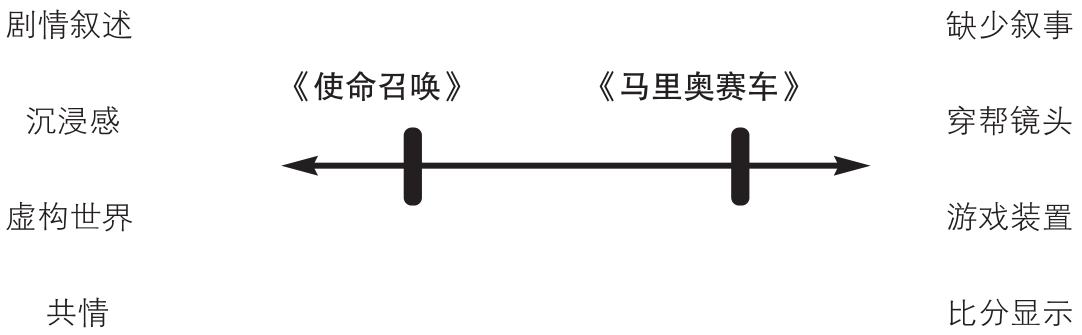 剧情叙述
缺少叙事
《使命召唤》
《马里奥赛车》
沉浸感
穿帮镜头
虚构世界
游戏装置
共情
比分显示